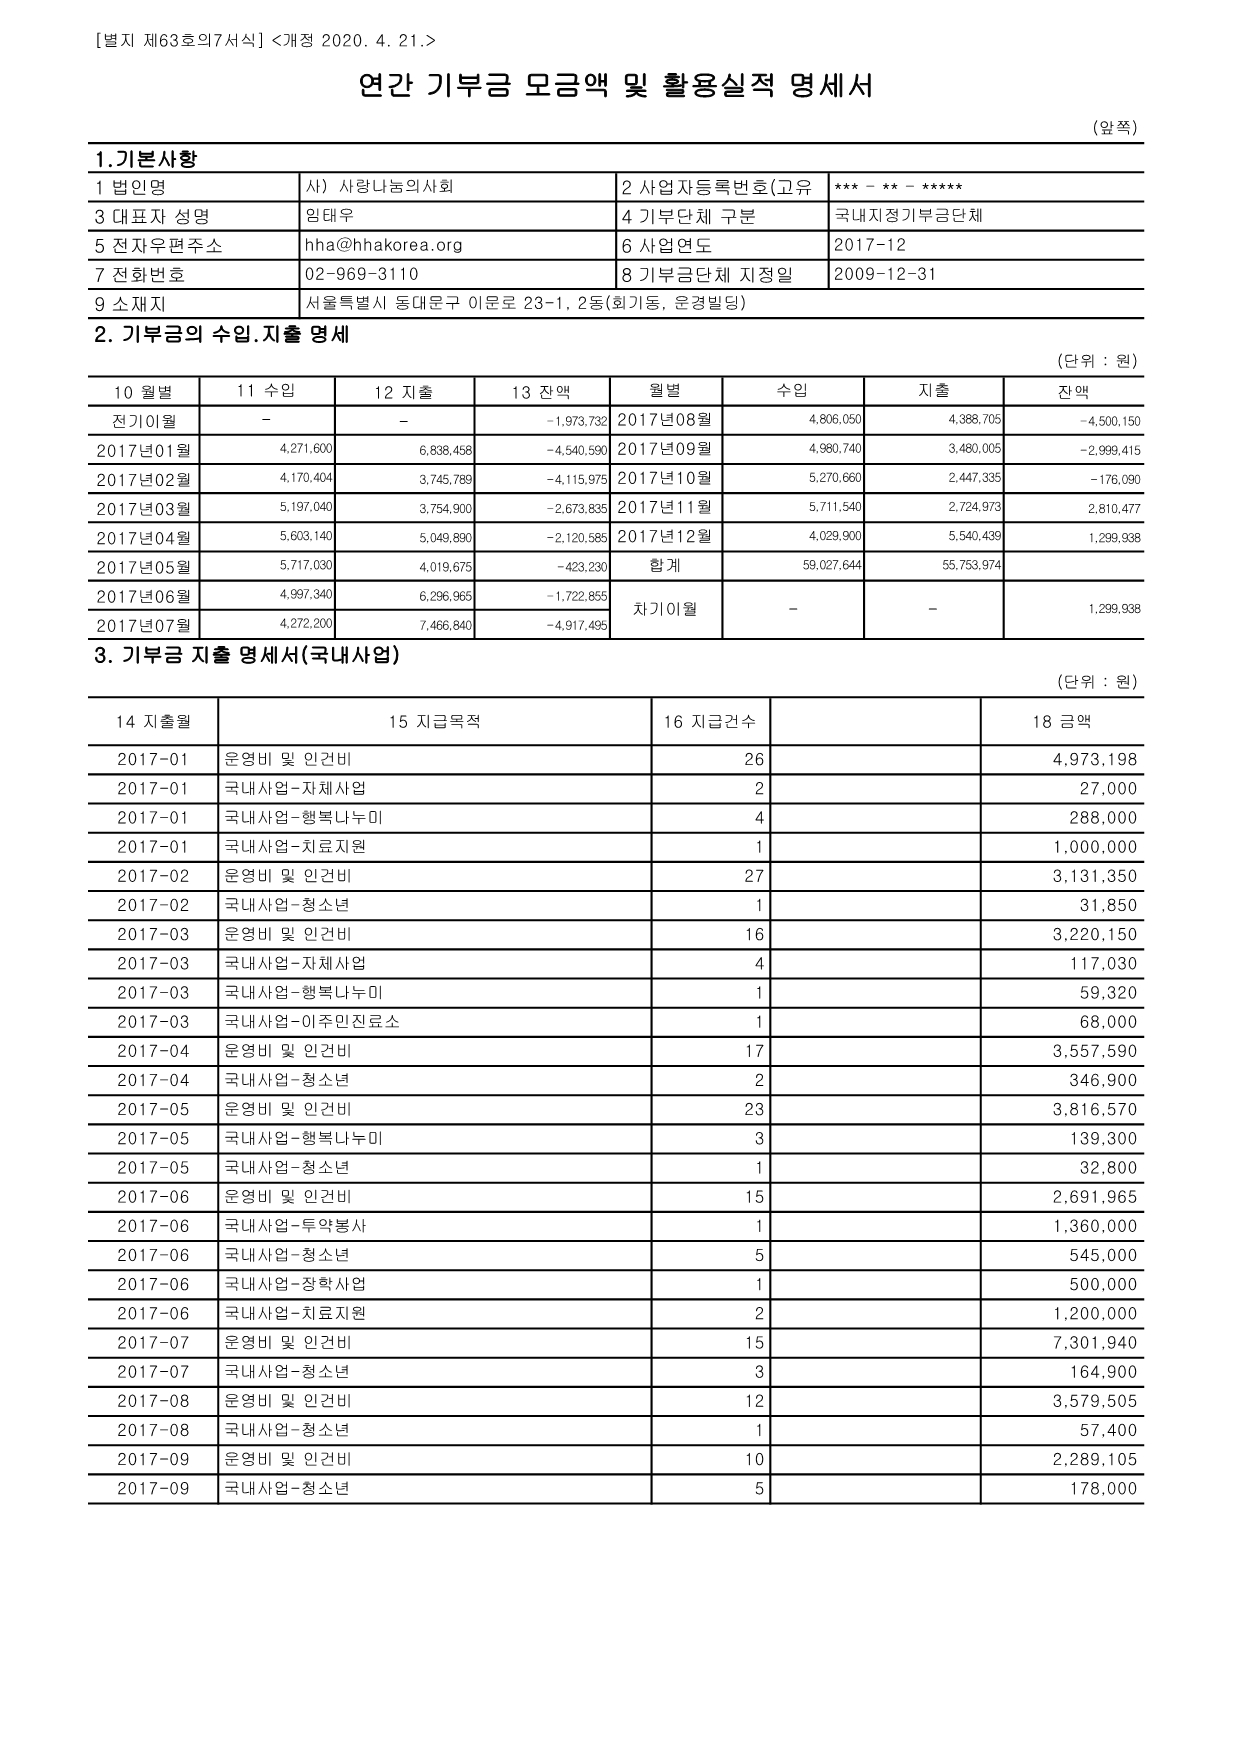 [별지 제63호의7서식] <개정 2020. 4. 21.>
연간 기부금 모금액 및 활용실적 명세서
(앞쪽)
1.기본사항
1 법인명 사) 사랑나눔의사회 2 사업자등록번호(고유 *** - ** - *****
3 대표자 성명 임태우 4 기부단체 구분 국내지정기부금단체
5 전자우편주소 hha@hhakorea.org 6 사업연도 2017-12
7 전화번호 02-969-3110 8 기부금단체 지정일 2009-12-31
9 소재지 서울특별시 동대문구 이문로 23-1, 2동(회기동, 운경빌딩)
2. 기부금의 수입.지출 명세
(단위 : 원)
10 월별 11 수입 12 지출 13 잔액 월별 수입 지출 잔액
전기이월 - - -1,973,732 2017년08월 4,806,050 4,388,705 -4,500,150
2017년01월 4,271,600 6,838,458 -4,540,590 2017년09월 4,980,740 3,480,005 -2,999,415
2017년02월 4,170,404 3,745,789 -4,115,975 2017년10월 5,270,660 2,447,335 -176,090
2017년03월 5,197,040 3,754,900 -2,673,835 2017년11월 5,711,540 2,724,973 2,810,477
2017년04월 5,603,140 5,049,890 -2,120,585 2017년12월 4,029,900 5,540,439 1,299,938
2017년05월 5,717,030 4,019,675 -423,230 합계 59,027,644 55,753,974
2017년06월 4,997,340 6,296,965 -1,722,855 차기이월 - - 1,299,938
2017년07월 4,272,200 7,466,840 -4,917,495
3. 기부금 지출 명세서(국내사업)
(단위 : 원)
14 지출월 15 지급목적 16 지급건수 18 금액
2017-01 운영비 및 인건비 26 4,973,198
2017-01 국내사업-자체사업 2 27,000
2017-01 국내사업-행복나누미 4 288,000
2017-01 국내사업-치료지원 1 1,000,000
2017-02 운영비 및 인건비 27 3,131,350
2017-02 국내사업-청소년 1 31,850
2017-03 운영비 및 인건비 16 3,220,150
2017-03 국내사업-자체사업 4 117,030
2017-03 국내사업-행복나누미 1 59,320
2017-03 국내사업-이주민진료소 1 68,000
2017-04 운영비 및 인건비 17 3,557,590
2017-04 국내사업-청소년 2 346,900
2017-05 운영비 및 인건비 23 3,816,570
2017-05 국내사업-행복나누미 3 139,300
2017-05 국내사업-청소년 1 32,800
2017-06 운영비 및 인건비 15 2,691,965
2017-06 국내사업-투약봉사 1 1,360,000
2017-06 국내사업-청소년 5 545,000
2017-06 국내사업-장학사업 1 500,000
2017-06 국내사업-치료지원 2 1,200,000
2017-07 운영비 및 인건비 15 7,301,940
2017-07 국내사업-청소년 3 164,900
2017-08 운영비 및 인건비 12 3,579,505
2017-08 국내사업-청소년 1 57,400
2017-09 운영비 및 인건비 10 2,289,105
2017-09 국내사업-청소년 5 178,000